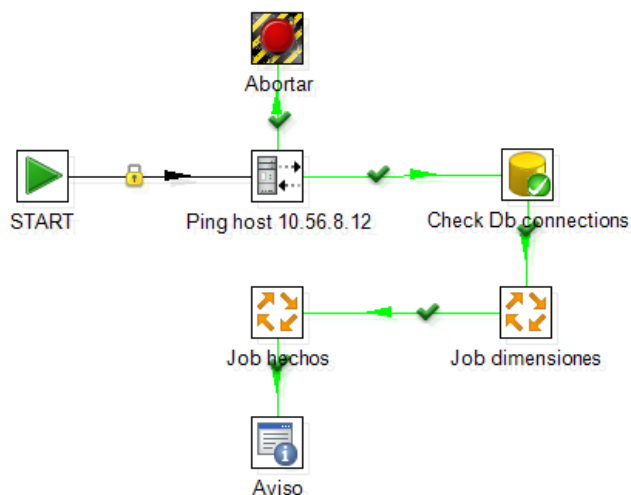 Abortar
START
Ping host 10.56.8.12
Check Db connections
Job hechos
Job dimensiones
Aviso